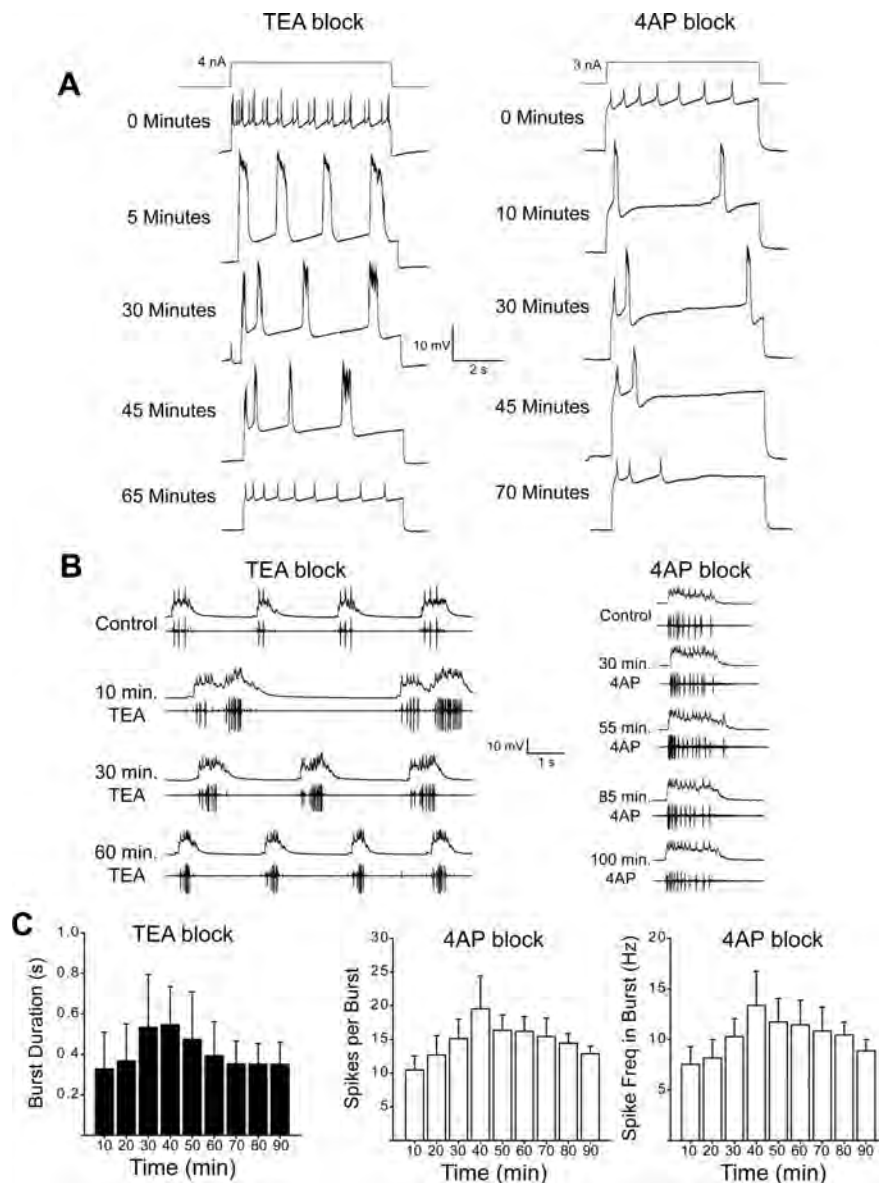 TEA block
4AP block
A
4 nA
3 nA
0 Minutes
0 Minutes
5 Minutes
10 Minutes
30 Minutes
30 Minutes
10 mV
2 s
45 Minutes
45 Minutes
65 Minutes
70 Minutes
B
TEA block
4AP block
Control
Control
10 min.
TEA
30 min.
4AP
10 mV
1 s
55 min.
4AP
30 min.
TEA
85 min.
4AP
60 min.
TEA
100 min.
4AP
C
TEA block
4AP block
4AP block
Burst Duration (s)
1.0
0.8
0.6
0.4
0.2
10 20 30 40 50 60 70 80 90
Time (min)
Spikes per Burst
30
25
20
15
10
5
10 20 30 40 50 60 70 80 90
Time (min)
Spike Freq in Burst (Hz)
20
15
10
5
10 20 30 40 50 60 70 80 90
Time (min)